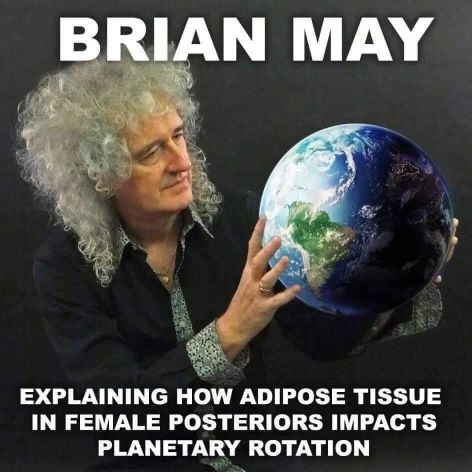 BRIAN MAY
EXPLAINING HOW ADIPOSE TISSUE
IN FEMALE POSTERIORS IMPACTS
PLANETARY ROTATION